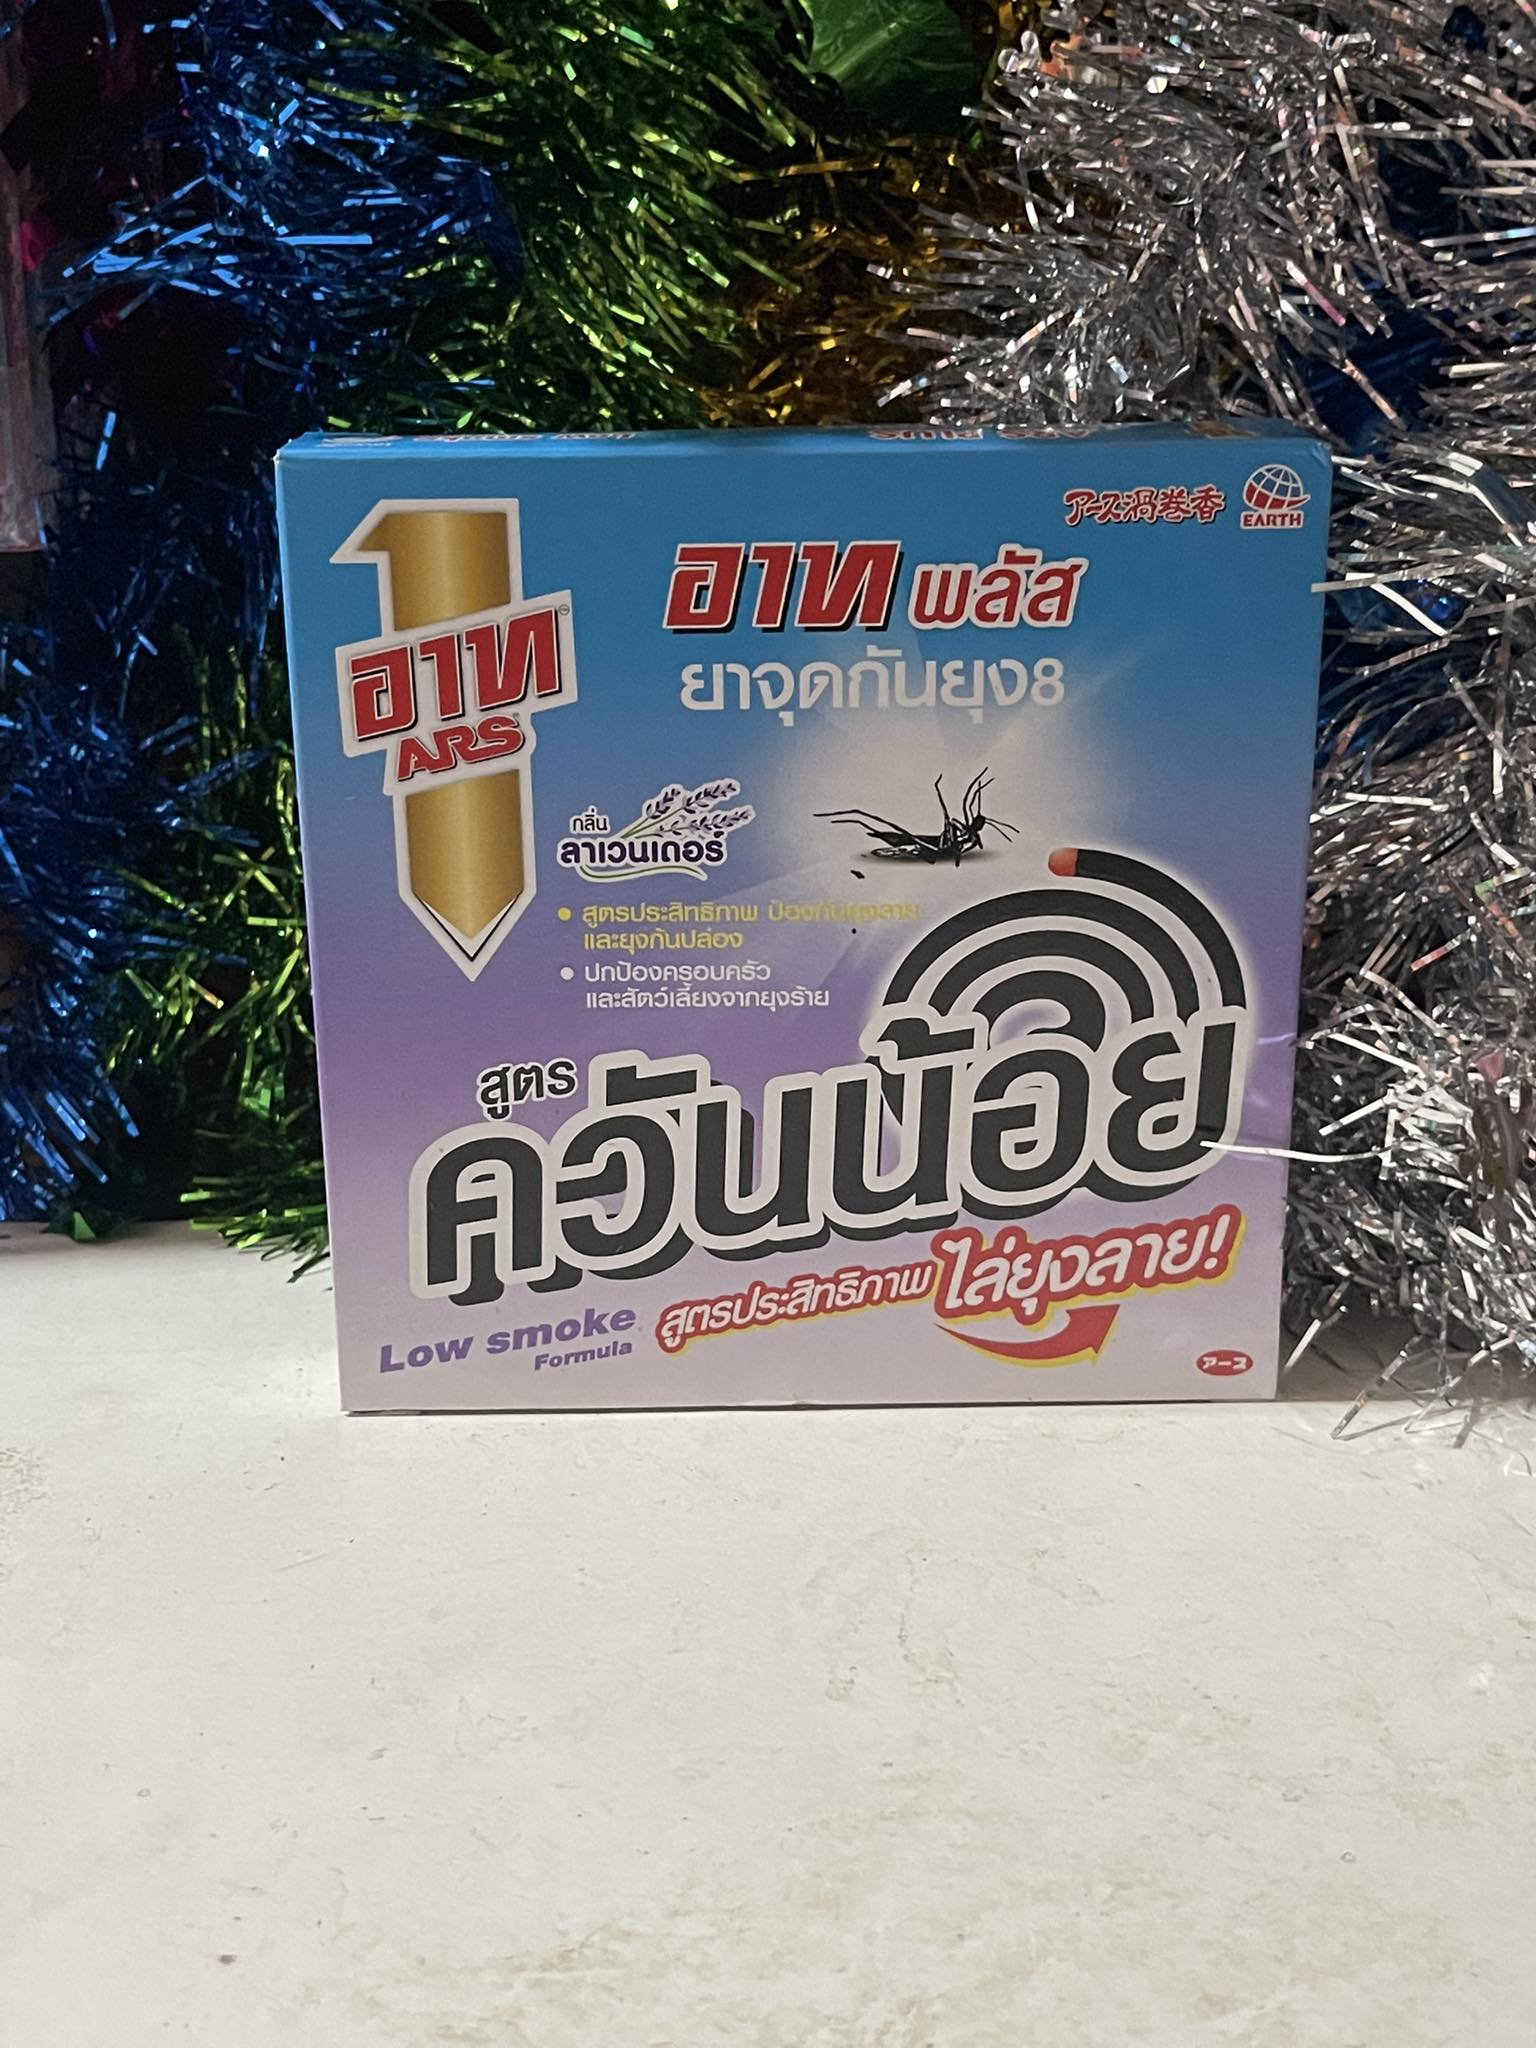 アース渦巻香
EARTH
อาท
ARS
อาท พลัส
ยาจุดกันยุง8
กลิ่น
ลาเวนเดอร์
• สูตรประสิทธิภาพ ป้องกันยุงลาย
และยุงก้นปล่อง
• ปกป้องครอบครัว
และสัตว์เลี้ยงจากยุงร้าย
สูตร
ควันน้อย
Low smoke
Formula
สูตรประสิทธิภาพ ไล่ยุงลาย!
アース